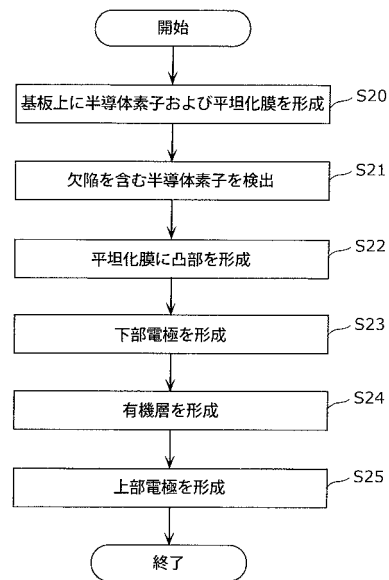 開始
基板上に半導体素子および平坦化膜を形成 S20
欠陥を含む半導体素子を検出 S21
平坦化膜に凸部を形成 S22
下部電極を形成 S23
有機層を形成 S24
上部電極を形成 S25
終了